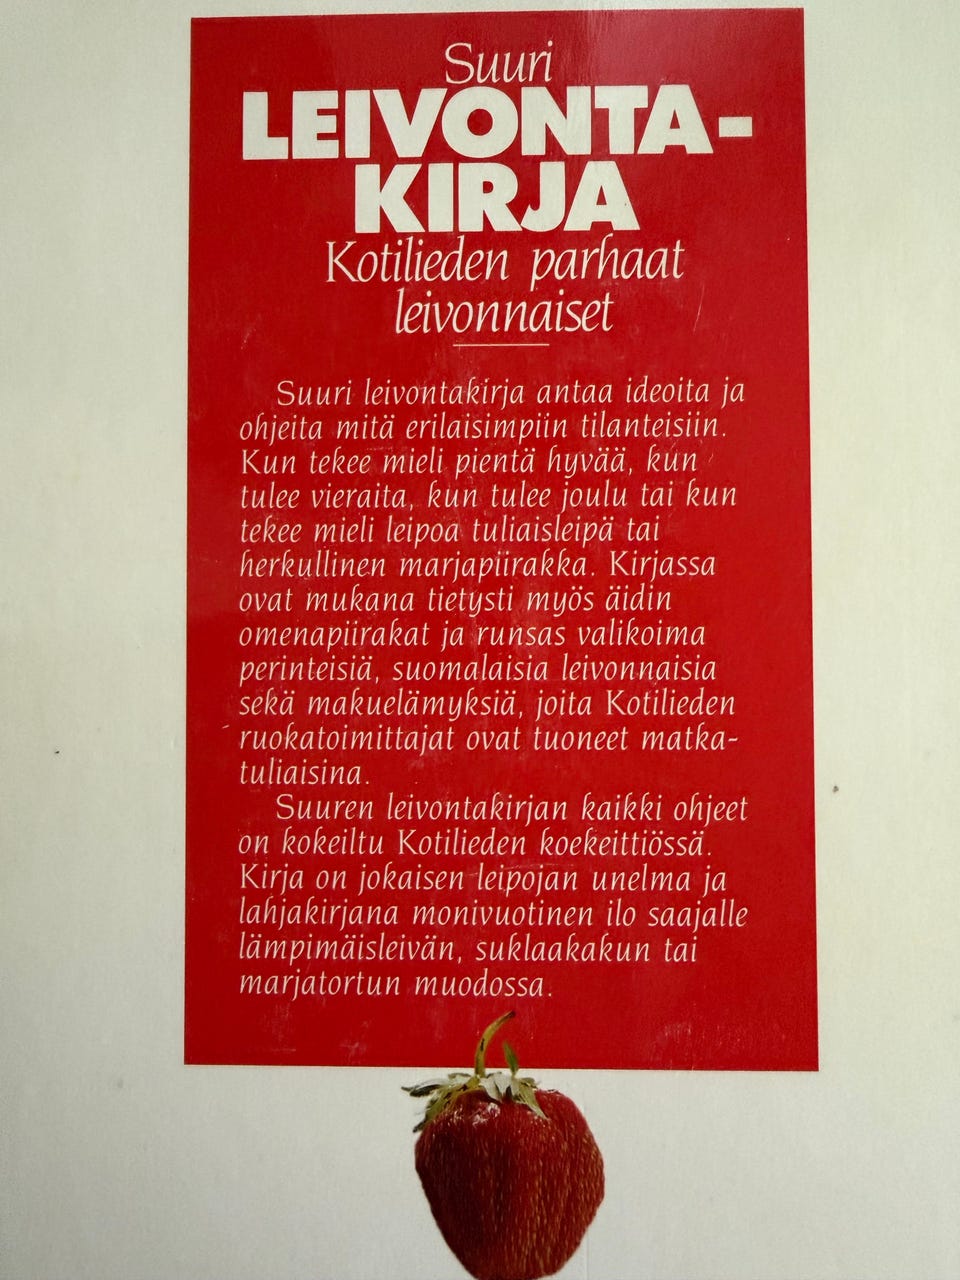 Suuri
LEIVONTA-
KIRJA
Kotilieden parhaat
leivonnaiset
Suuri leivontakirja antaa ideoita ja
ohjeita mitä erilaisimpiin tilanteisiin.
Kun tekee mieli pientä hyvää, kun
tulee vieraita, kun tulee joulu tai kun
tekee mieli leipoa tuliaisleipä tai
herkullinen marjapiirakka. Kirjassa
ovat mukana tietysti myös äidin
omenapiirakat ja runsas valikoima
perinteisiä, suomalaisia leivonnaisia
sekä makuelämyksiä, joita Kotilieden
ruokatoimittajat ovat tuoneet matka-
tuliaisina.
Suuren leivontakirjan kaikki ohjeet
on kokeiltu Kotilieden koekeittiössä.
Kirja on jokaisen leipojan unelma ja
lahjakirjana monivuotinen ilo saajalle
lämpimäisleivän, suklaakakun tai
marjatortun muodossa.